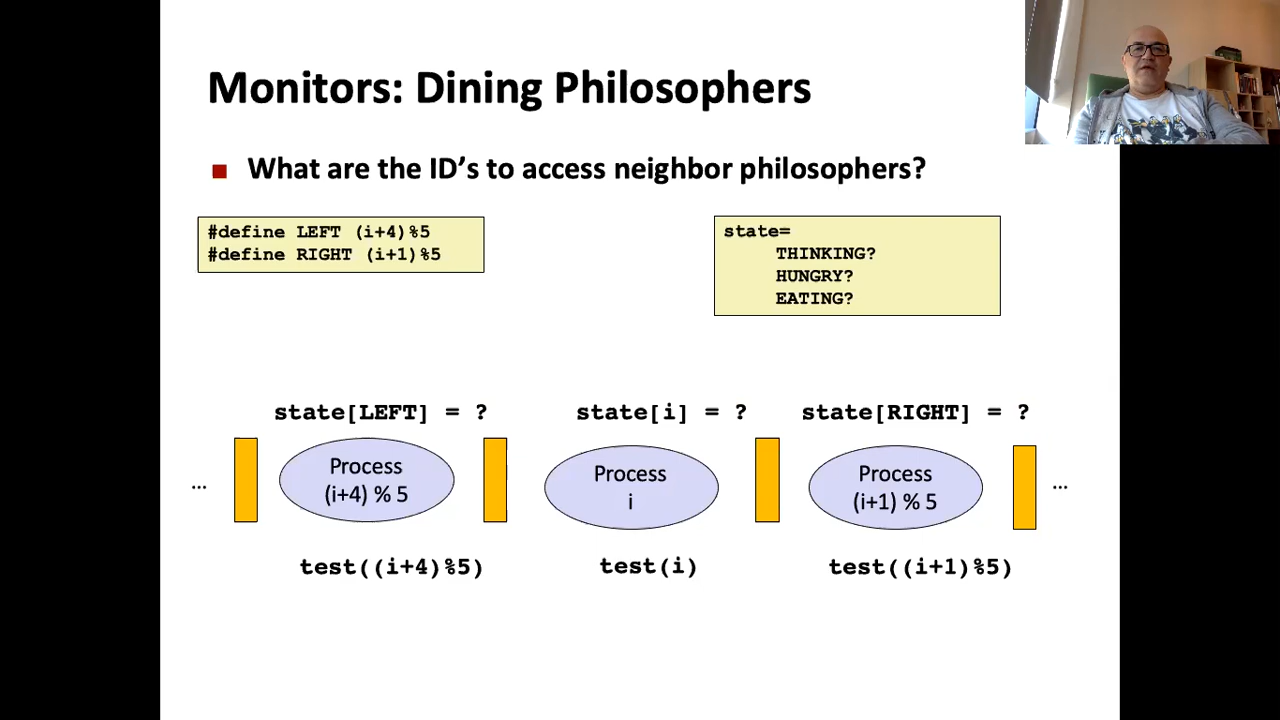 Monitors: Dining Philosophers
What are the ID's to access neighbor philosophers?
#define LEFT (i+4)%5
#define RIGHT (i+1)%5
state=
THINKING?
HUNGRY?
EATING?
state[LEFT] = ?
state[i] = ?
state[RIGHT] = ?
...
Process
(i+4) % 5
Process
i
Process
(i+1) % 5
...
test((i+4)%5)
test(i)
test((i+1)%5)